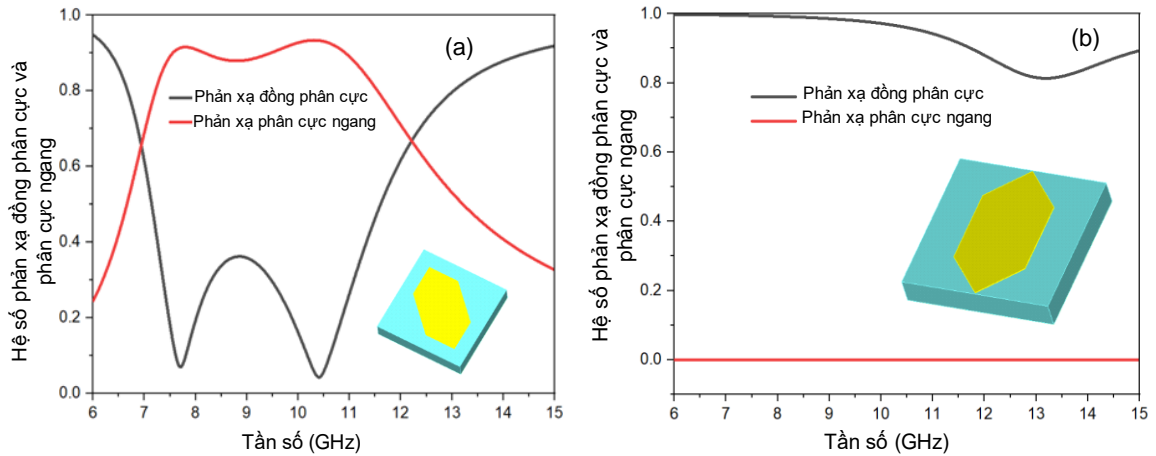 Hệ số phản xạ đồng phân cực và
phân cực ngang
1.0
0.8
0.6
0.4
0.2
0.0
(a)
Phản xạ đồng phân cực
Phản xạ phân cực ngang
6 7 8 9 10 11 12 13 14 15
Tần số (GHz)
Hệ số phản xạ đồng phân cực và
phân cực ngang
1.0
0.8
0.6
0.4
0.2
0.0
(b)
Phản xạ đồng phân cực
Phản xạ phân cực ngang
6 7 8 9 10 11 12 13 14 15
Tần số (GHz)